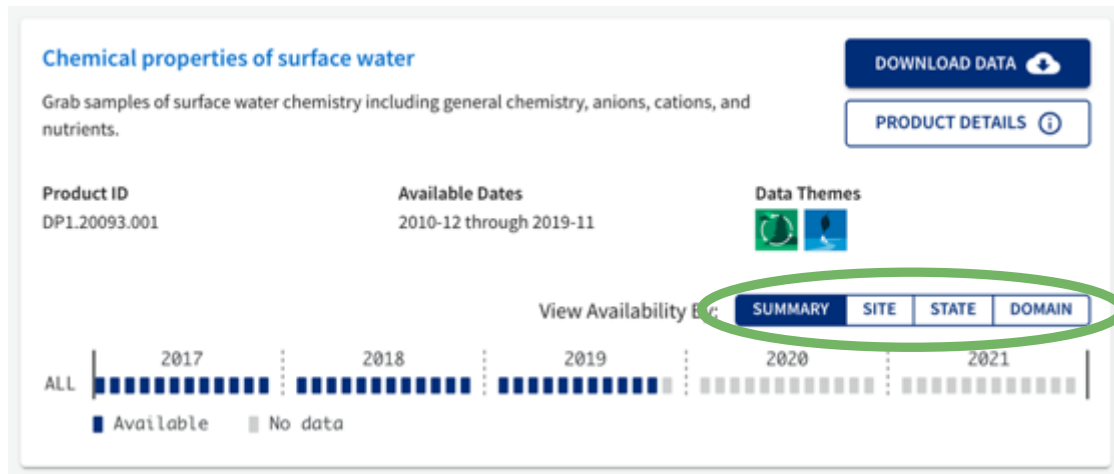 Chemical properties of surface water
DOWNLOAD DATA
Grab samples of surface water chemistry including general chemistry, anions, cations, and
nutrients.
PRODUCT DETAILS
Product ID
DP1.20093.001
Available Dates
2010-12 through 2019-11
Data Themes
View Availability By: SUMMARY SITE STATE DOMAIN
2017 2018 2019 2020 2021
ALL
Available No data